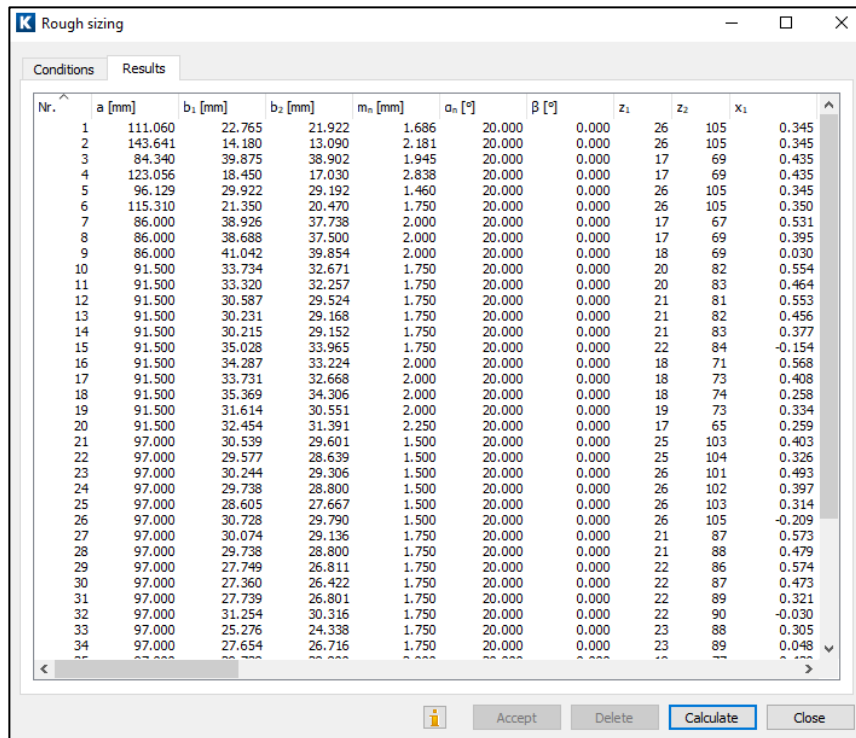 K Rough sizing
Conditions Results
Nr. a [mm] b₁ [mm] b₂ [mm] mₙ [mm] αₙ [°] β [°] z₁ z₂ x₁
1 111.060 22.765 21.922 1.686 20.000 0.000 26 105 0.345
2 143.641 14.180 13.090 2.181 20.000 0.000 26 105 0.345
3 84.340 39.875 38.902 1.945 20.000 0.000 17 69 0.435
4 123.056 18.450 17.030 2.838 20.000 0.000 17 69 0.435
5 96.129 29.922 29.192 1.460 20.000 0.000 26 105 0.345
6 115.310 21.350 20.470 1.750 20.000 0.000 26 105 0.350
7 86.000 38.926 37.738 2.000 20.000 0.000 17 67 0.531
8 86.000 38.688 37.500 2.000 20.000 0.000 17 69 0.395
9 86.000 41.042 39.854 2.000 20.000 0.000 18 69 0.030
10 91.500 33.734 32.671 1.750 20.000 0.000 20 82 0.554
11 91.500 33.320 32.257 1.750 20.000 0.000 20 83 0.464
12 91.500 30.587 29.524 1.750 20.000 0.000 21 81 0.553
13 91.500 30.231 29.168 1.750 20.000 0.000 21 82 0.456
14 91.500 30.215 29.152 1.750 20.000 0.000 21 83 0.377
15 91.500 35.028 33.965 1.750 20.000 0.000 22 84 -0.154
16 91.500 34.287 33.224 2.000 20.000 0.000 18 71 0.568
17 91.500 33.731 32.668 2.000 20.000 0.000 18 73 0.408
18 91.500 35.369 34.306 2.000 20.000 0.000 18 74 0.258
19 91.500 31.614 30.551 2.000 20.000 0.000 19 73 0.334
20 91.500 32.454 31.391 2.250 20.000 0.000 17 65 0.259
21 97.000 30.539 29.601 1.500 20.000 0.000 25 103 0.403
22 97.000 29.577 28.639 1.500 20.000 0.000 25 104 0.326
23 97.000 30.244 29.306 1.500 20.000 0.000 26 101 0.493
24 97.000 29.738 28.800 1.500 20.000 0.000 26 102 0.397
25 97.000 28.605 27.667 1.500 20.000 0.000 26 103 0.314
26 97.000 30.728 29.790 1.500 20.000 0.000 26 105 -0.209
27 97.000 30.074 29.136 1.750 20.000 0.000 21 87 0.573
28 97.000 29.738 28.800 1.750 20.000 0.000 21 88 0.479
29 97.000 27.749 26.811 1.750 20.000 0.000 22 86 0.574
30 97.000 27.360 26.422 1.750 20.000 0.000 22 87 0.473
31 97.000 27.739 26.801 1.750 20.000 0.000 22 89 0.321
32 97.000 31.254 30.316 1.750 20.000 0.000 22 90 -0.030
33 97.000 25.276 24.338 1.750 20.000 0.000 23 88 0.305
34 97.000 27.654 26.716 1.750 20.000 0.000 23 89 0.048
Accept Delete Calculate Close